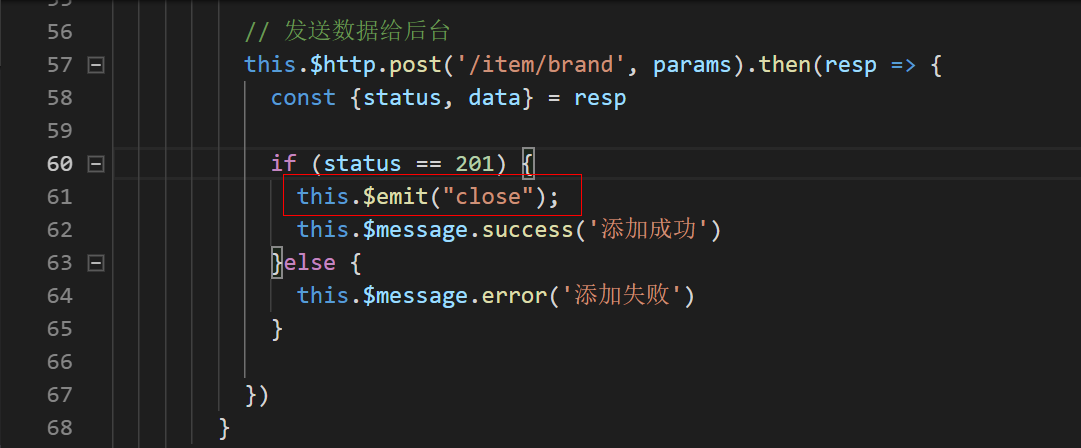 56 // 发送数据给后台
57 this.$http.post('/item/brand', params).then(resp => {
58 const {status, data} = resp
59
60 if (status == 201) {
61 this.$emit("close");
62 this.$message.success('添加成功')
63 }else {
64 this.$message.error('添加失败')
65 }
66
67 })
68 }